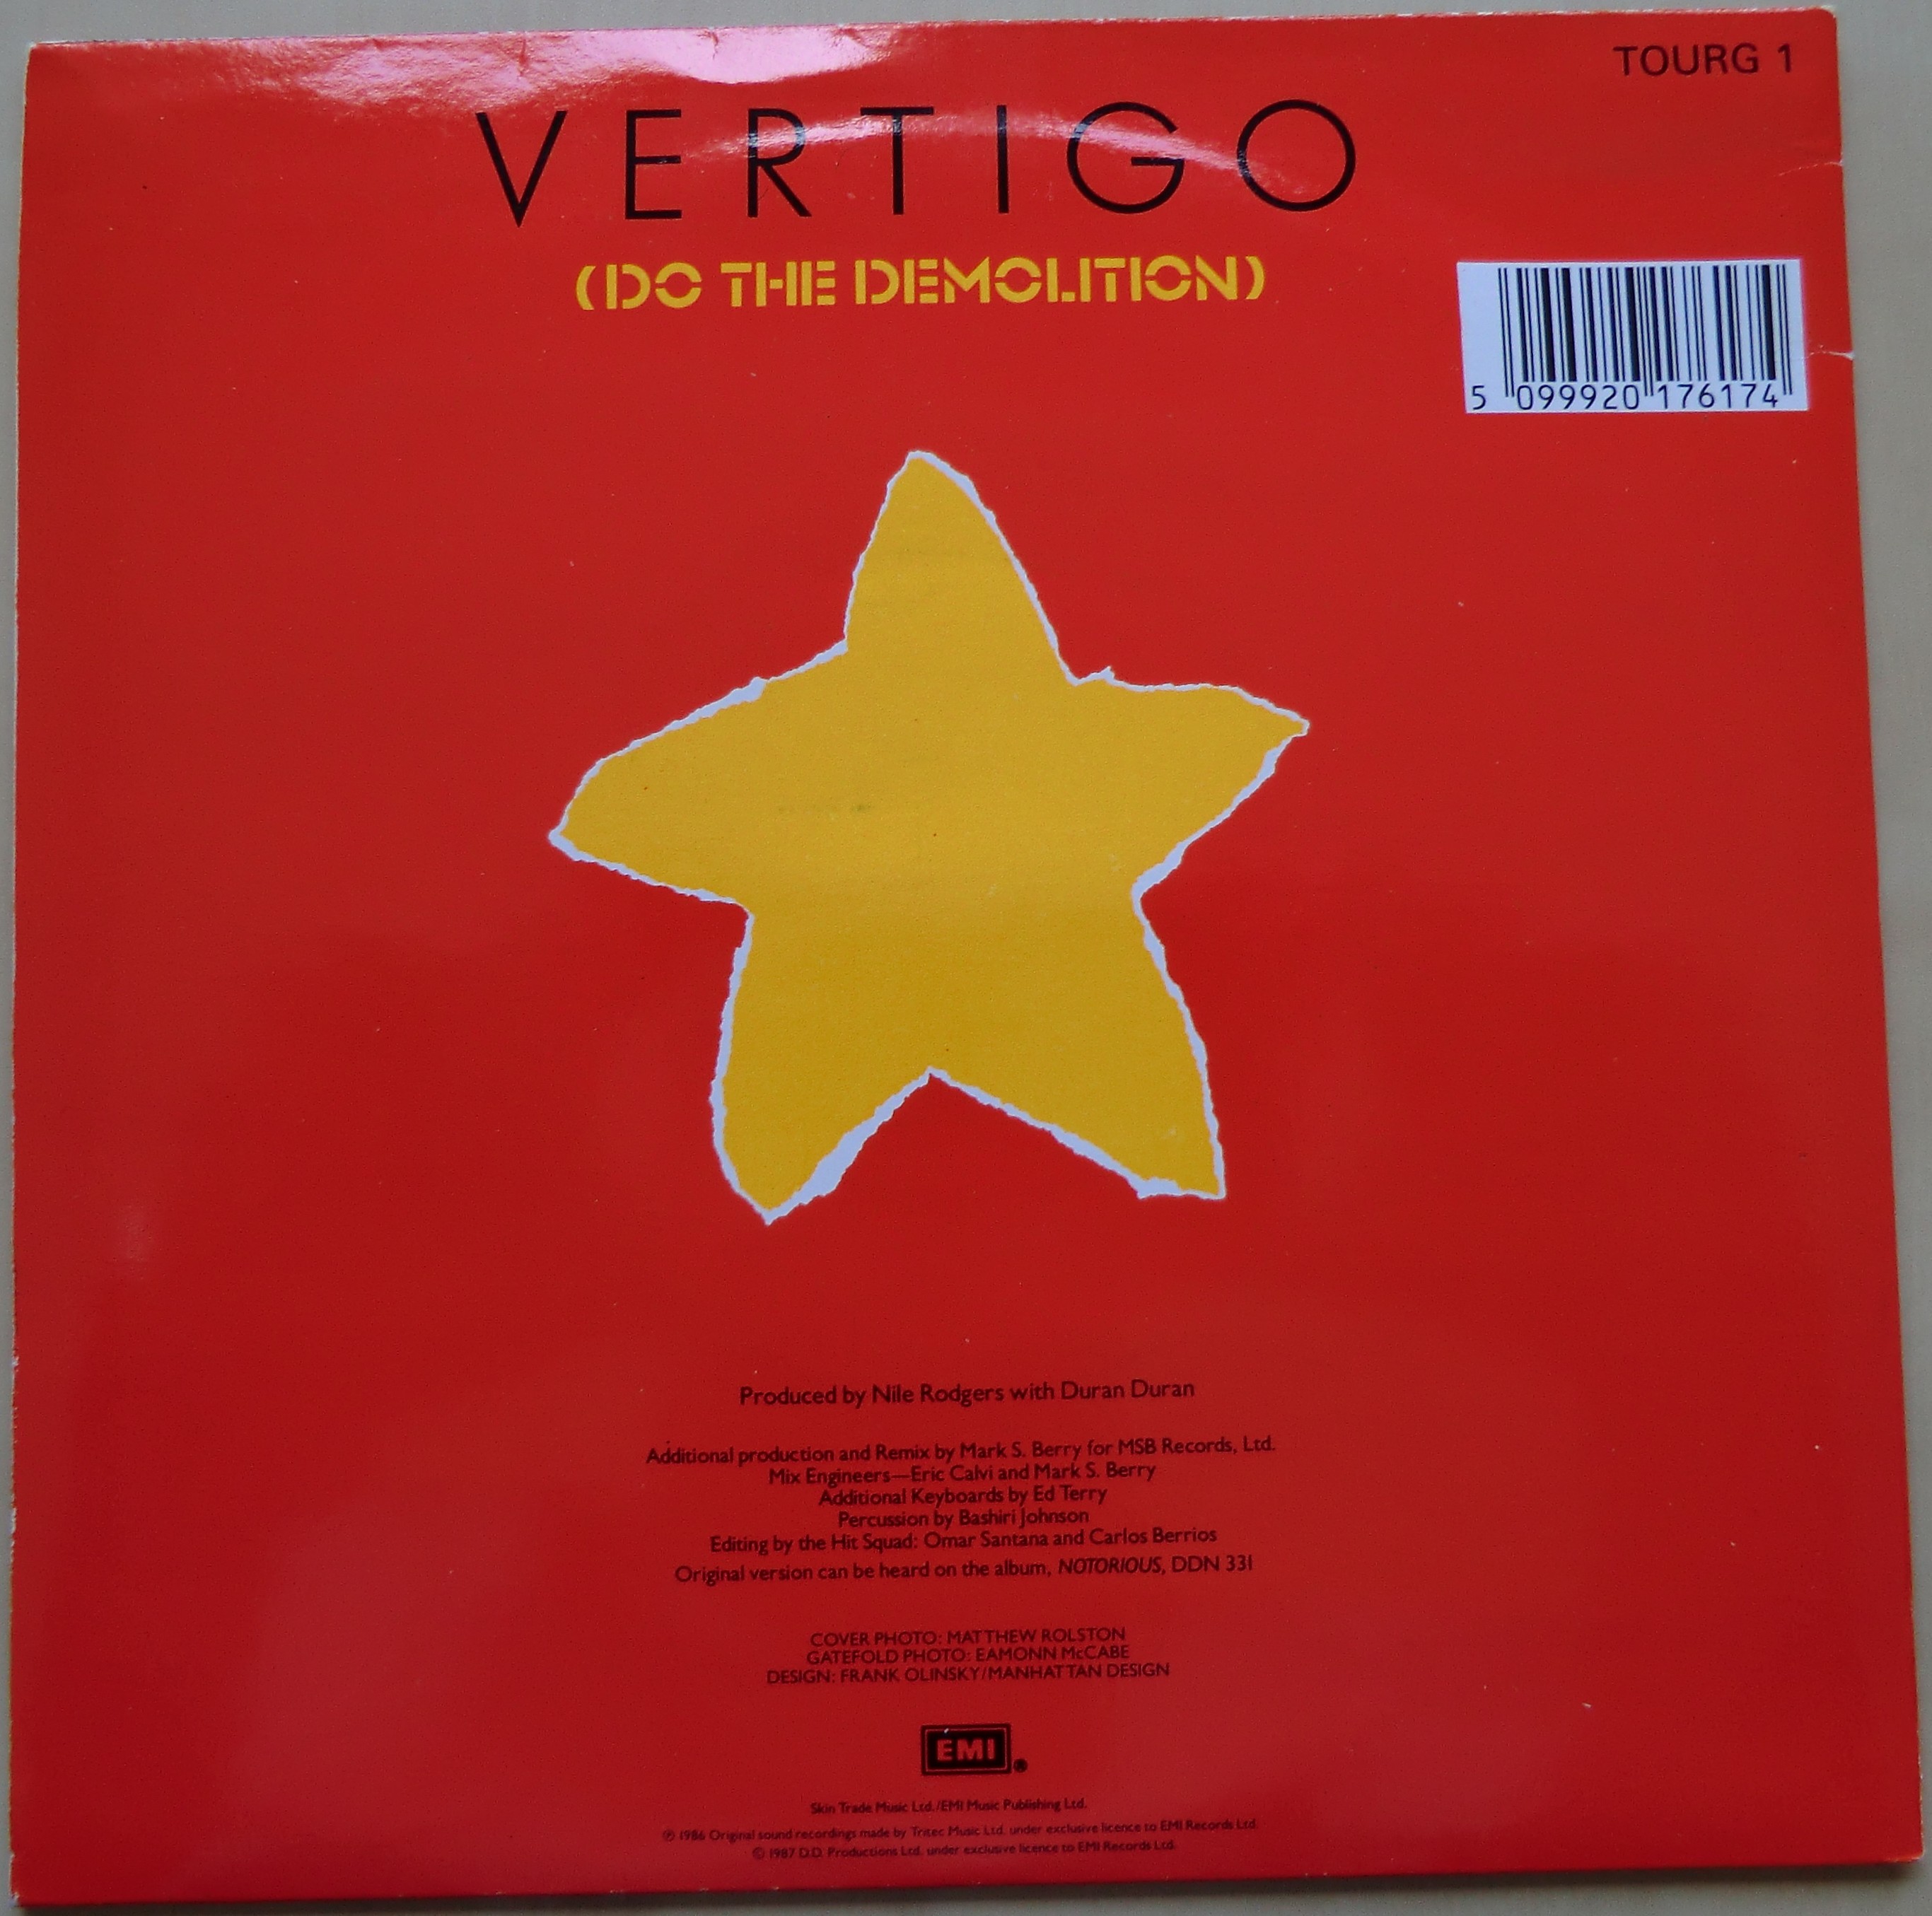 TOURG 1
VERTIGO
(DO THE DEMOLITION)
5 099920 176174
Produced by Nile Rodgers with Duran Duran
Additional production and Remix by Mark S. Berry for MSB Records, Ltd.
Mix Engineers—Eric Calvi and Mark S. Berry
Additional Keyboards by Ed Terry
Percussion by Bashiri Johnson
Editing by the Hit Squad: Omar Santana and Carlos Berrios
Original version can be heard on the album, NOTORIOUS, DDN 331
COVER PHOTO: MATTHEW ROLSTON
GATEFOLD PHOTO: EAMONN McCABE
DESIGN: FRANK OLINSKY/MANHATTAN DESIGN
EMI®
Skin Trade Music Ltd./EMI Music Publishing Ltd.
℗ 1986 Original sound recordings made by Tritec Music Ltd. under exclusive licence to EMI Records Ltd.
© 1987 D.D. Productions Ltd. under exclusive licence to EMI Records Ltd.